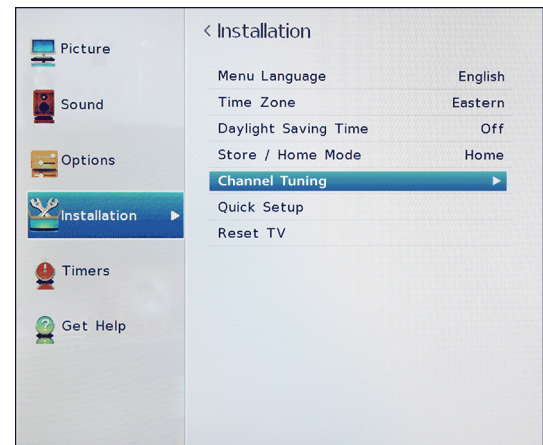 Picture
Sound
Options
Installation
Timers
Get Help
< Installation
Menu Language English
Time Zone Eastern
Daylight Saving Time Off
Store / Home Mode Home
Channel Tuning
Quick Setup
Reset TV